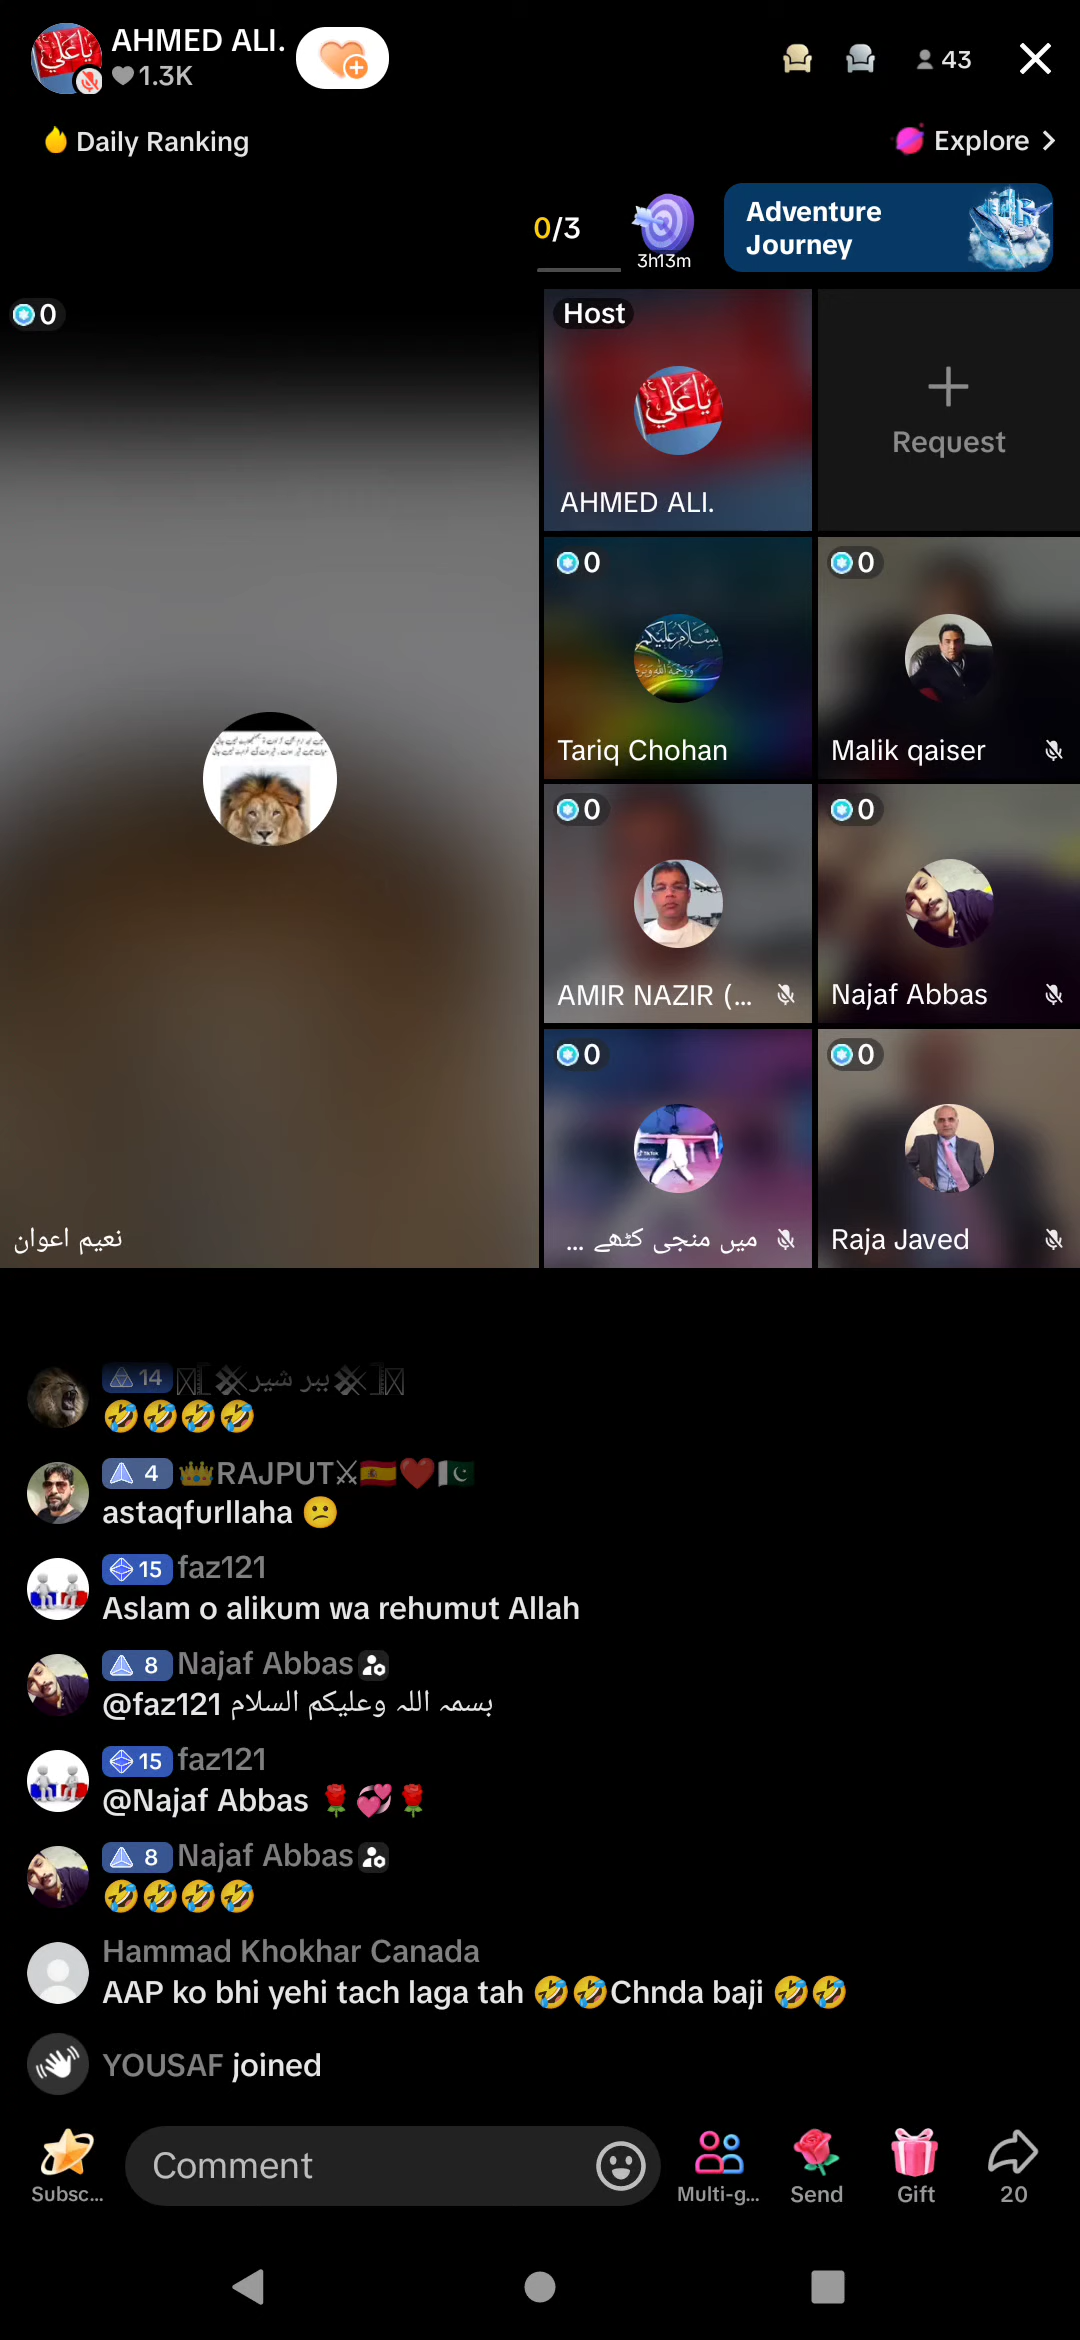 AHMED ALI.
1.3K
43
Daily Ranking
Explore
0/3
3h13m
Adventure
Journey
0
Host
يا علي
AHMED ALI.
Request
0
Tariq Chohan
0
Malik qaiser
0
AMIR NAZIR (...
0
Najaf Abbas
نعیم اعوان
0
میں منجی کٹھے ...
0
Raja Javed
14 ببر شیر
🤣🤣🤣🤣
4 👑RAJPUT⚔🇪🇸❤️🇵🇰
astaqfurllaha 😕
15 faz121
Aslam o alikum wa rehumut Allah
8 Najaf Abbas
@faz121 بسمہ اللہ وعلیکم السلام
15 faz121
@Najaf Abbas 🌹💞🌹
8 Najaf Abbas
🤣🤣🤣🤣
Hammad Khokhar Canada
AAP ko bhi yehi tach laga tah 🤣🤣Chnda baji 🤣🤣
YOUSAF joined
Comment
Subsc...
Multi-g...
Send
Gift
20